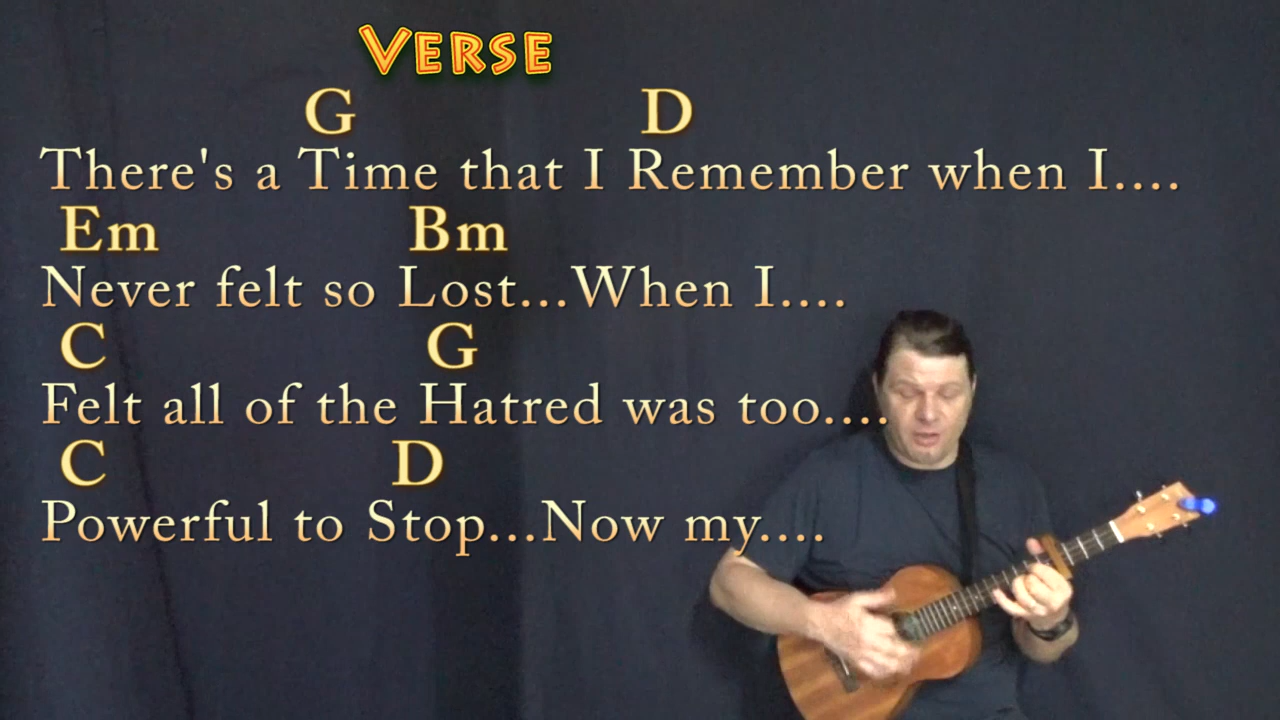 VERSE
G D
There's a Time that I Remember when I....
Em Bm
Never felt so Lost...When I....
C G
Felt all of the Hatred was too....
C D
Powerful to Stop...Now my....